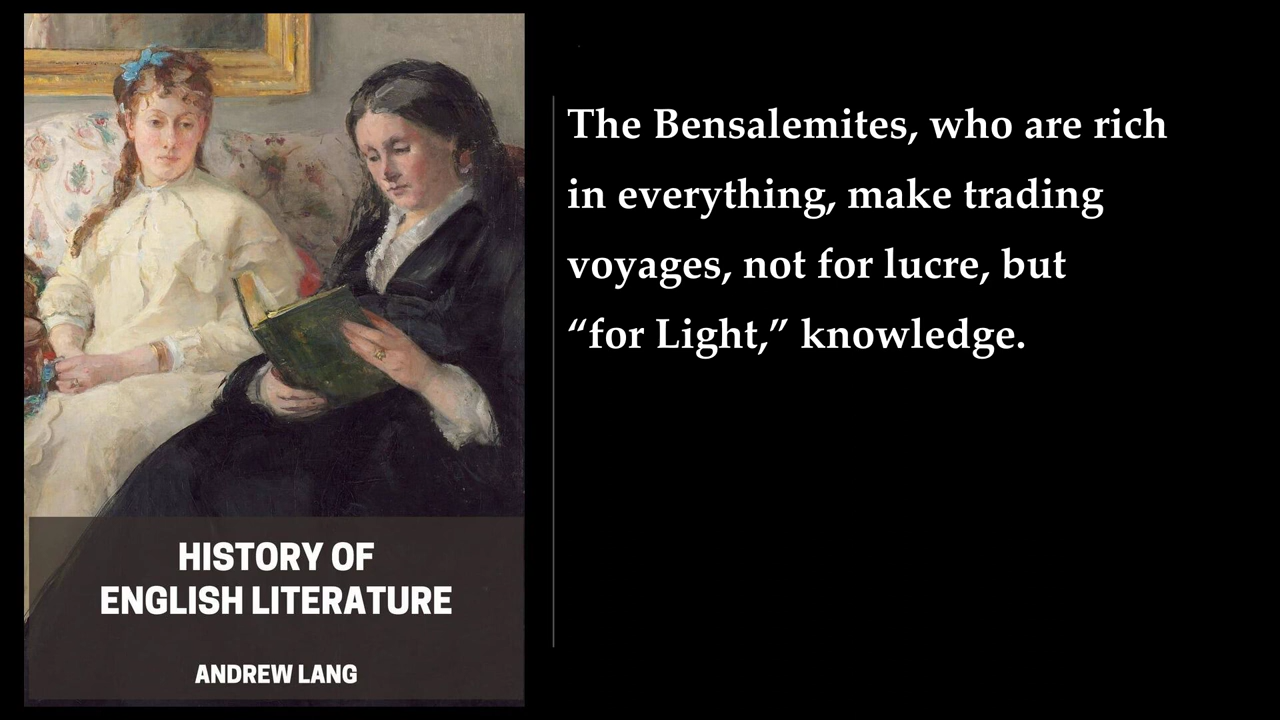 The Bensalemites, who are rich
in everything, make trading
voyages, not for lucre, but
“for Light,” knowledge.
HISTORY OF
ENGLISH LITERATURE
ANDREW LANG